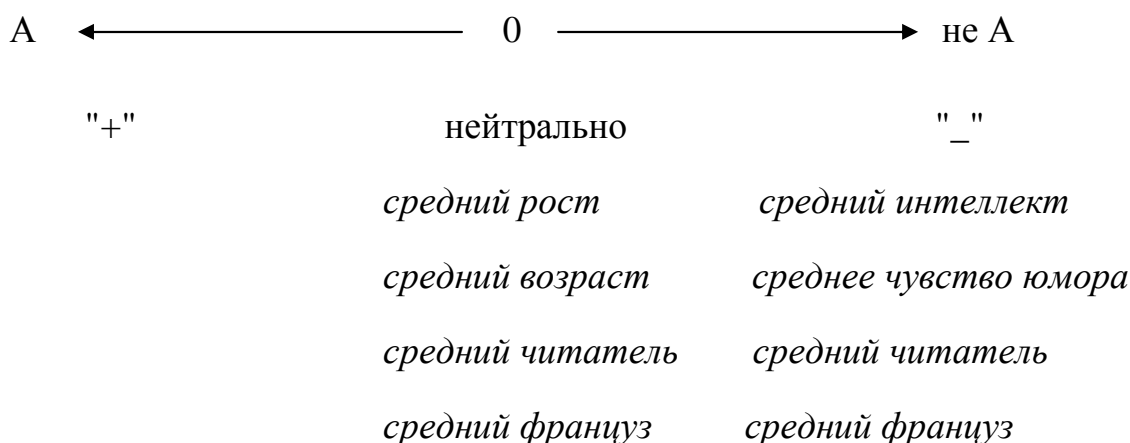 А 0 не А
"+" нейтрально "_"
средний рост средний интеллект
средний возраст среднее чувство юмора
средний читатель средний читатель
средний француз средний француз